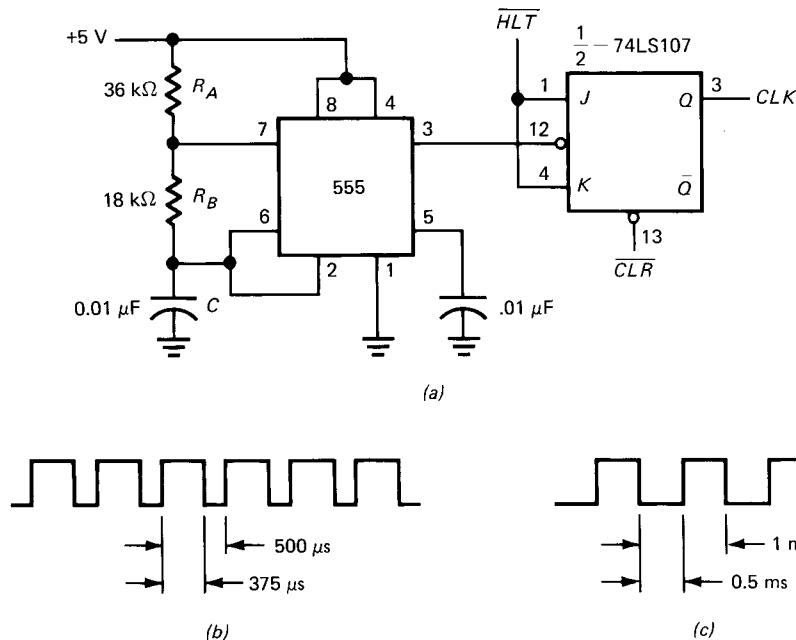 HLT
+5 V
1/2 – 74LS107
36 kΩ
R_A
8
4
1
J
Q
3
CLK
7
3
12
18 kΩ
R_B
555
4
K
Q
6
5
2
1
13
CLR
0.01 μF
C
.01 μF
(a)
500 μs
375 μs
1 m
0.5 ms
(b)
(c)